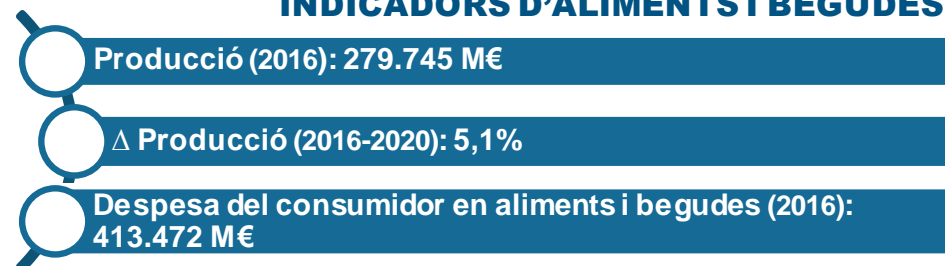 INDICADORS D’ALIMENTS I BEGUDES
Producció (2016): 279.745 M€
∆ Producció (2016-2020): 5,1%
Despesa del consumidor en aliments i begudes (2016):
413.472 M€